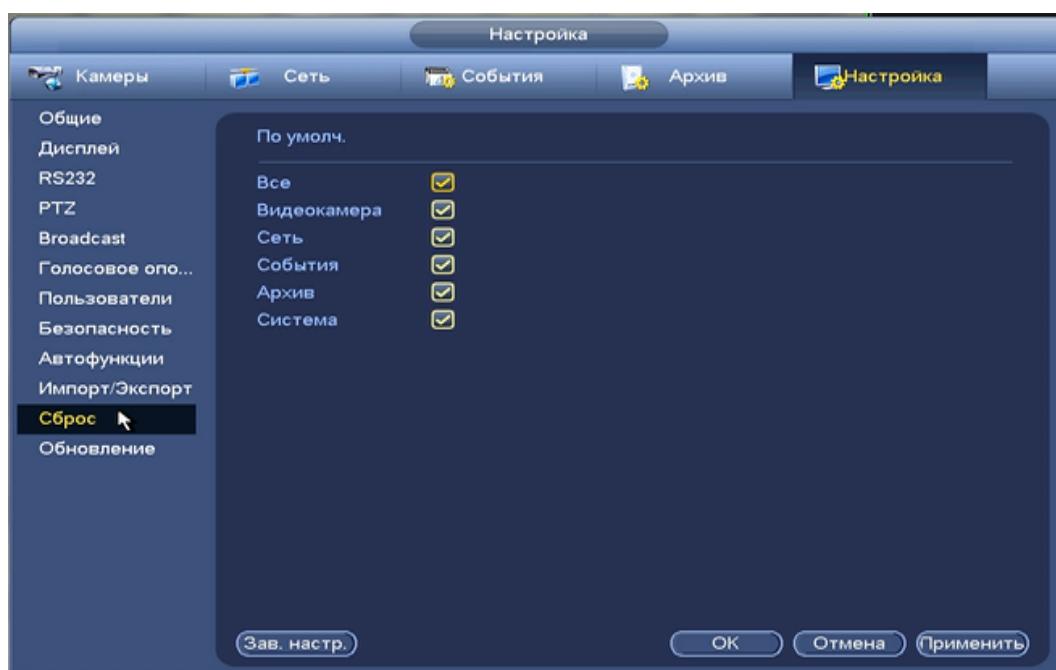 Настройка
Камеры Сеть События Архив Настройка
Общие
Дисплей
RS232
PTZ
Broadcast
Голосовое опо...
Пользователи
Безопасность
Автофункции
Импорт/Экспорт
Сброс
Обновление
По умолч.
Все
Видеокамера
Сеть
События
Архив
Система
Зав. настр. OK Отмена Применить